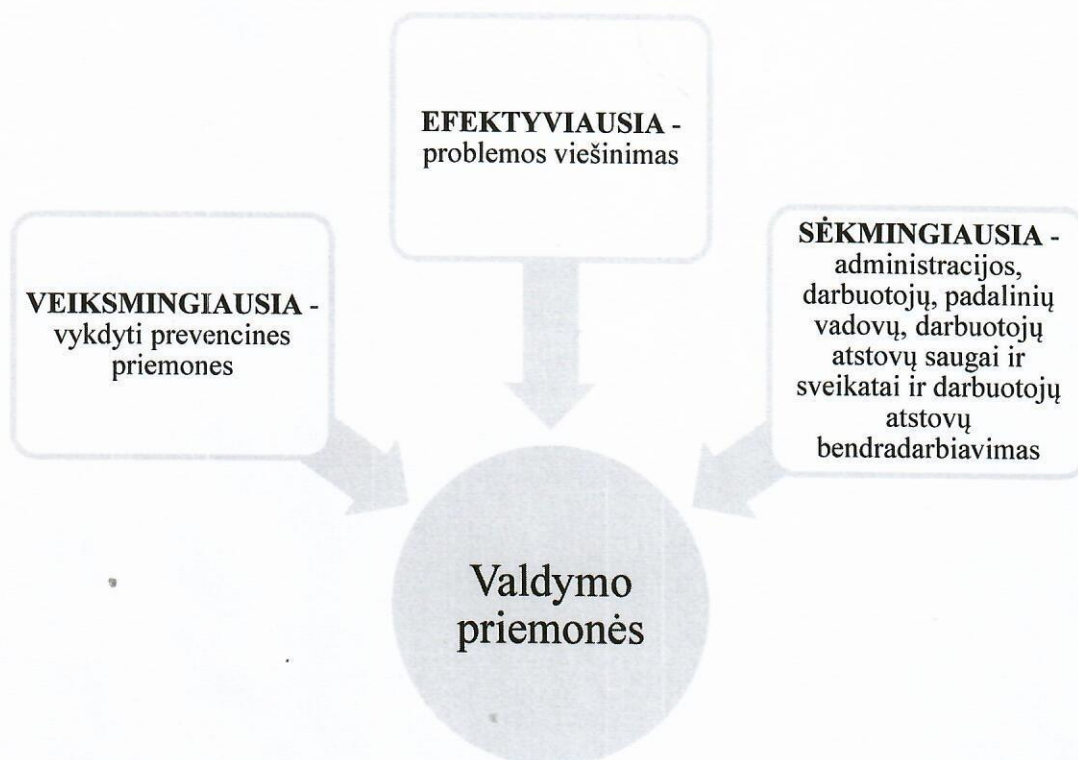 EFEKTYVIAUSIA -
problemos viešinimas
VEIKSMINGIAUSIA -
vykdyti prevencines
priemones
SĖKMINGIAUSIA -
administracijos,
darbuotojų, padalinių
vadovų, darbuotojų
atstovų saugai ir
sveikatai ir darbuotojų
atstovų
bendradarbiavimas
Valdymo
priemonės